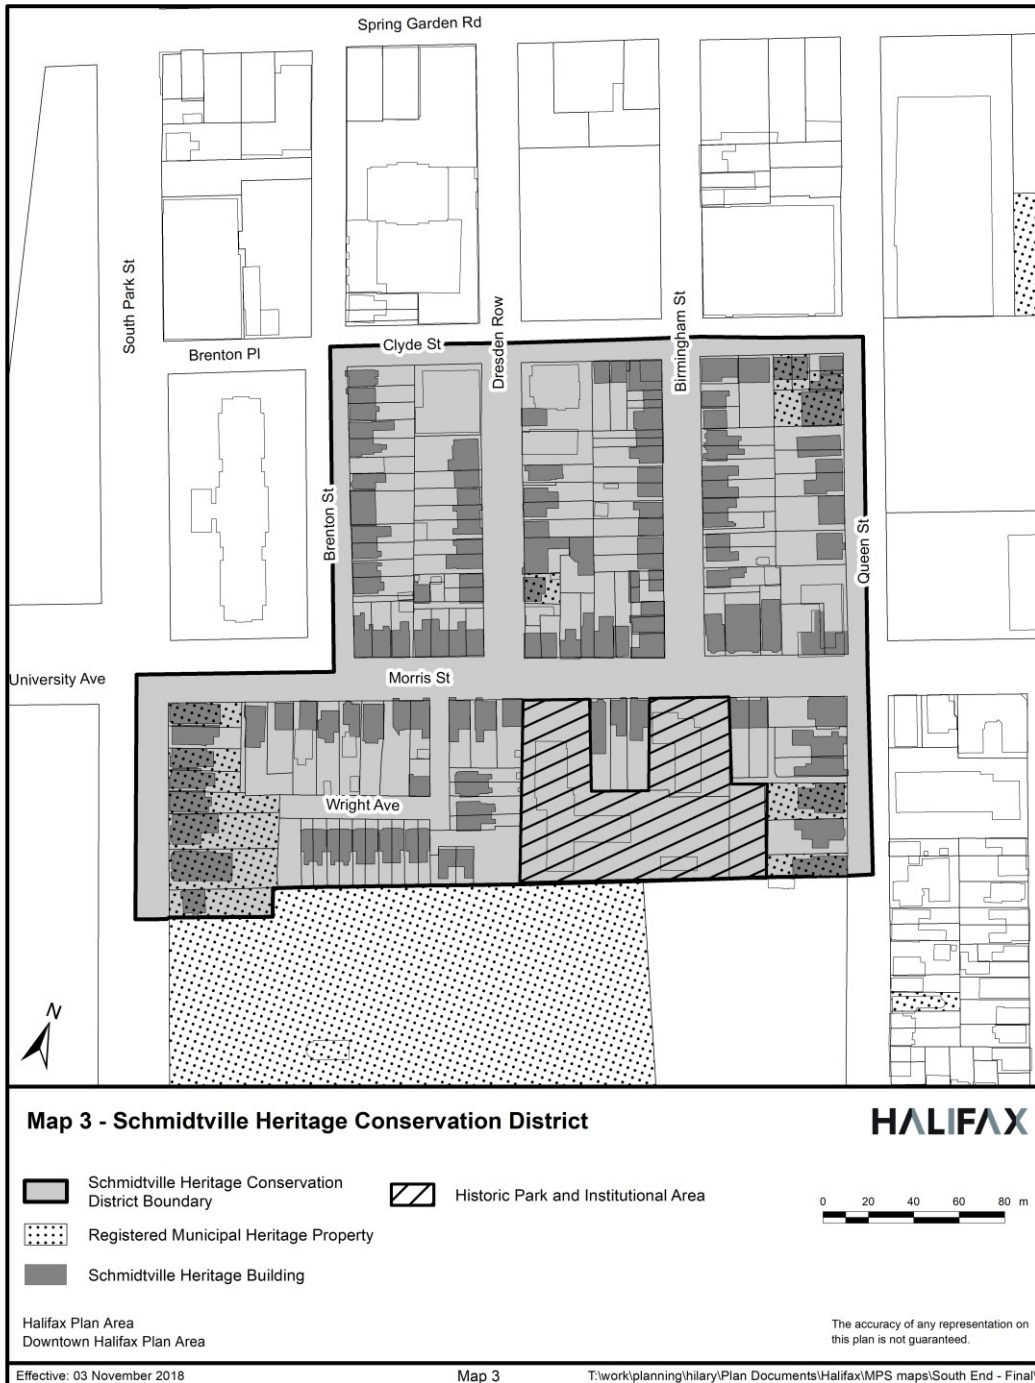 Spring Garden Rd
South Park St
Brenton Pl
Clyde St
Dresden Row
Birmingham St
Brenton St
Queen St
University Ave
Morris St
Wright Ave
N
Map 3 - Schmidtville Heritage Conservation District
HALIFAX
Schmidtville Heritage Conservation
District Boundary
Historic Park and Institutional Area
Registered Municipal Heritage Property
Schmidtville Heritage Building
0 20 40 60 80 m
Halifax Plan Area
Downtown Halifax Plan Area
The accuracy of any representation on
this plan is not guaranteed.
Effective: 03 November 2018
Map 3
T:\work\planning\hilary\Plan Documents\Halifax\MPS maps\South End - Final\